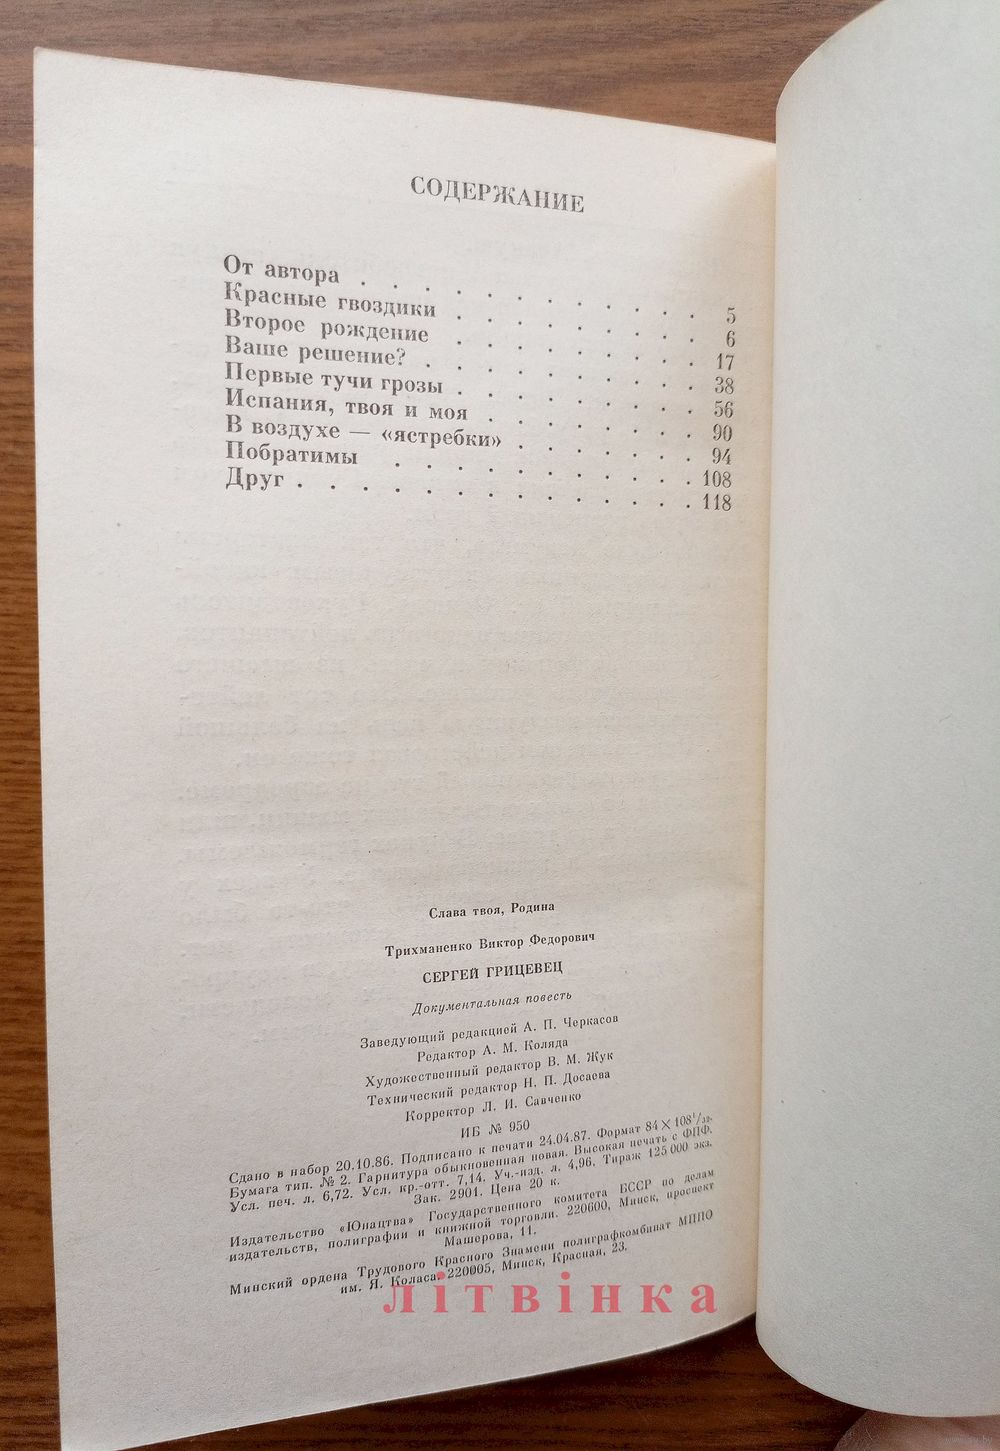 СОДЕРЖАНИЕ
От автора . . . . . . . . . . . . 5
Красные гвоздики . . . . . . . . . 6
Второе рождение . . . . . . . . . 17
Ваше решение? . . . . . . . . . . 38
Первые тучи грозы . . . . . . . . . 56
Испания, твоя и моя . . . . . . . . 90
В воздухе — «ястребки» . . . . . . . 94
Побратимы . . . . . . . . . . . 108
Друг . . . . . . . . . . . . . 118
Слава твоя, Родина
Трихманенко Виктор Федорович
СЕРГЕЙ ГРИЦЕВЕЦ
Документальная повесть
Заведующий редакцией А. П. Черкасов
Редактор А. М. Коляда
Художественный редактор В. М. Жук
Технический редактор Н. П. Досаева
Корректор Л. И. Савченко
ИБ № 950
Сдано в набор 20.10.86. Подписано к печати 24.04.87. Формат 84×108¹/₃₂.
Бумага тип. № 2. Гарнитура обыкновенная новая. Высокая печать с ФПФ.
Усл. печ. л. 6,72. Усл. кр.-отт. 7,14. Уч.-изд. л. 4,96. Тираж 125 000 экз.
Зак. 2901. Цена 20 к.
Издательство «Юнацтва» Государственного комитета БССР по делам
издательств, полиграфии и книжной торговли. 220600, Минск, проспект
Машерова, 11.
Минский ордена Трудового Красного Знамени полиграфкомбинат МППО
им. Я. Коласа. 220005, Минск, Красная, 23.
літвінка